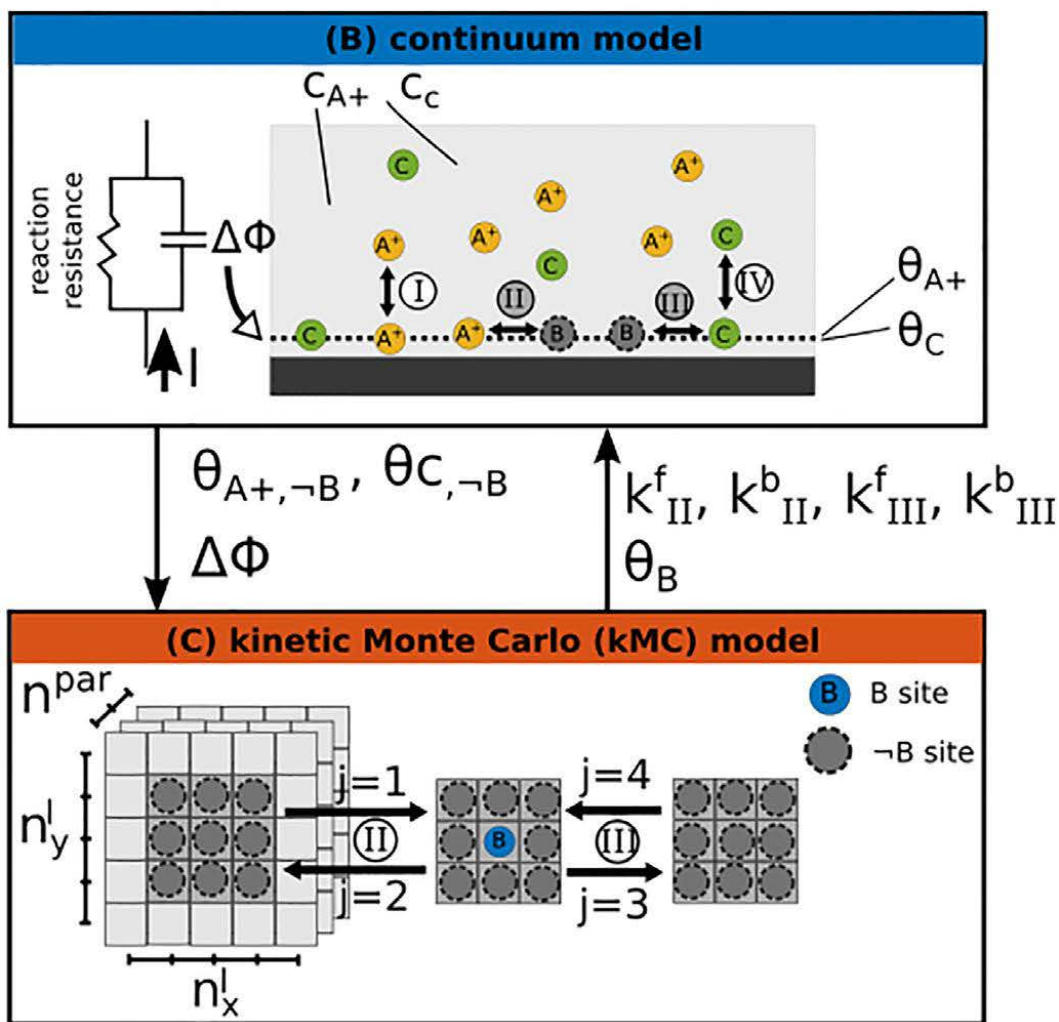 (B) continuum model
C_{A+} C_c
reaction resistance
ΔΦ
I
C
A⁺
A⁺
A⁺
A⁺
C
A⁺
A⁺
C
I
II
III
IV
C
A⁺
A⁺
B
B
C
θ_{A+}
θ_C
θ_{A+,¬B}, θC_{,¬B}
ΔΦ
k^f_{II}, k^b_{II}, k^f_{III}, k^b_{III}
θ_B
(C) kinetic Monte Carlo (kMC) model
n^{par}
n^l_y
n^l_x
j=1
II
j=2
B
j=4
III
j=3
B B site
¬B site